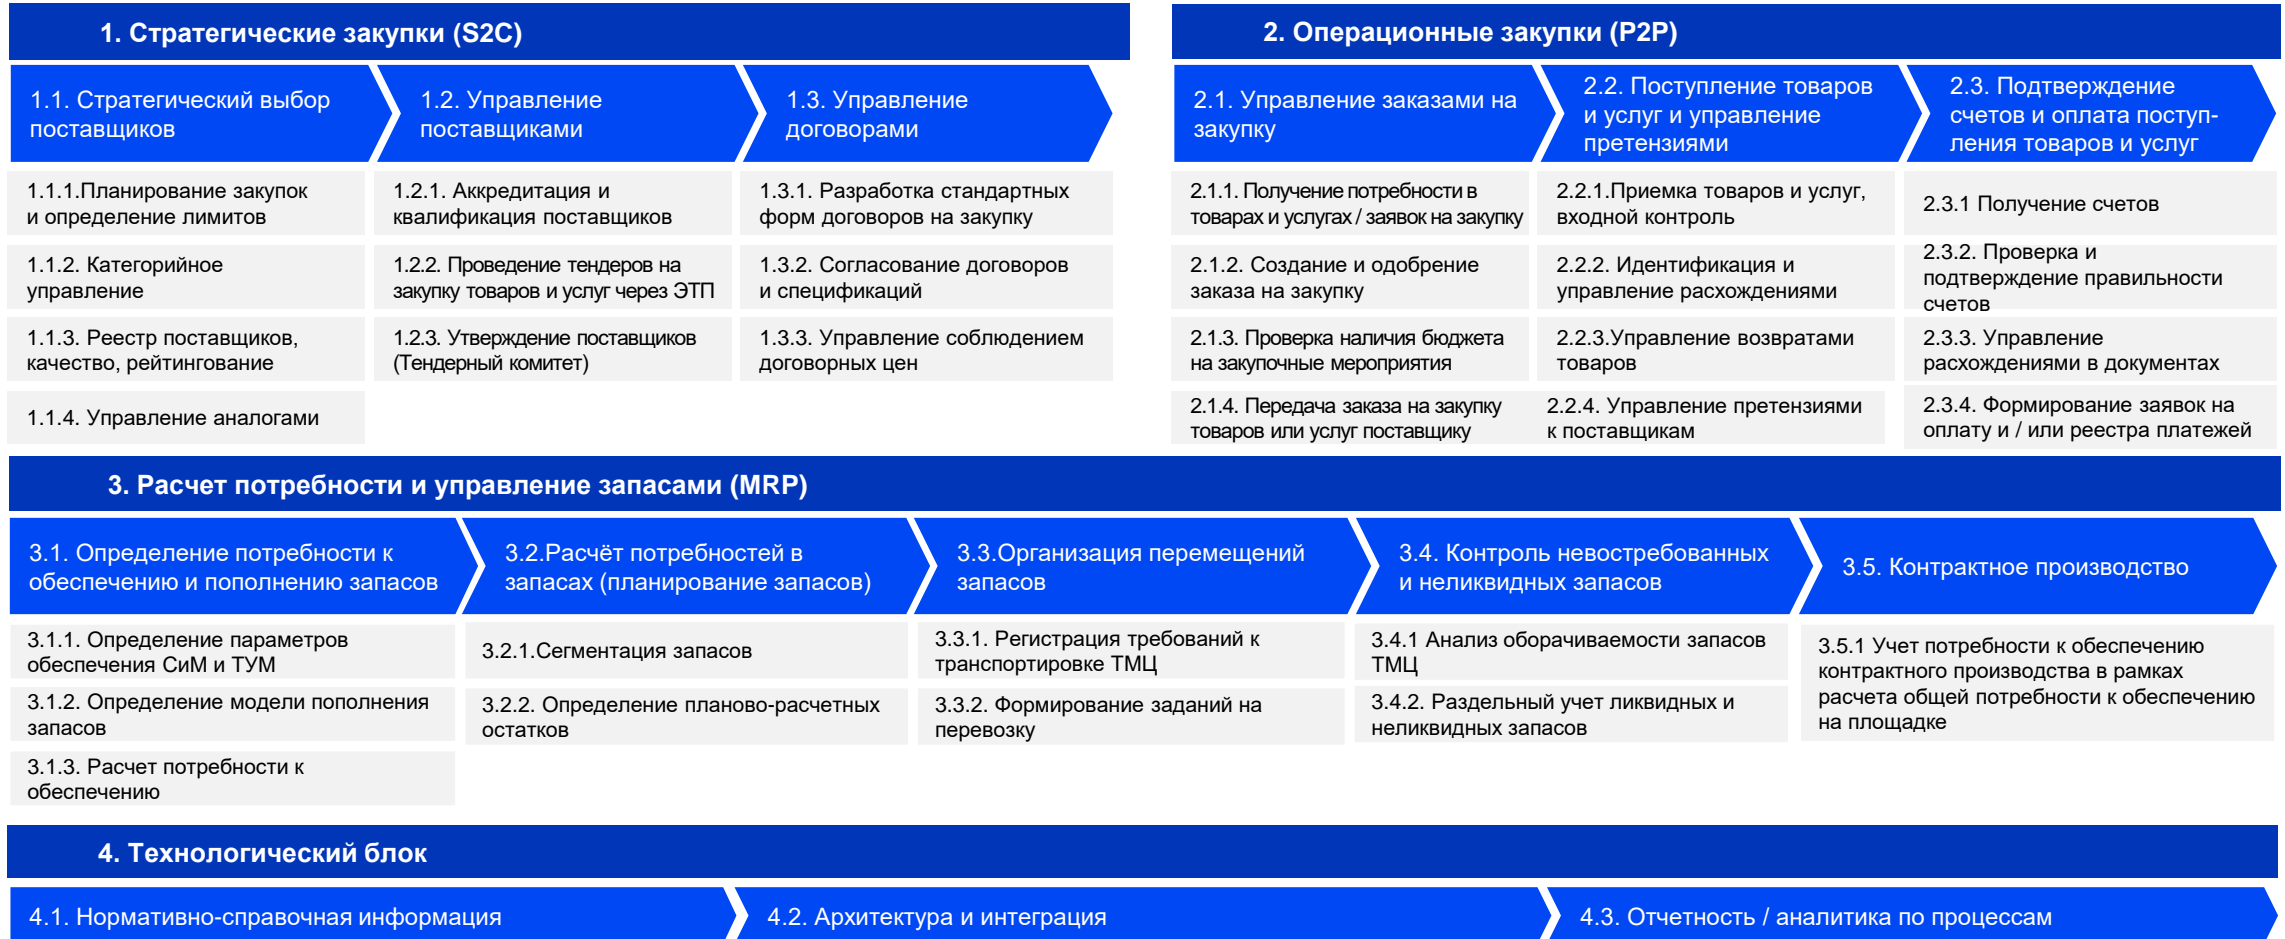 1. Стратегические закупки (S2C)
1.1. Стратегический выбор
поставщиков
1.2. Управление
поставщиками
1.3. Управление
договорами
1.1.1.Планирование закупок
и определение лимитов
1.1.2. Категорийное
управление
1.1.3. Реестр поставщиков,
качество, рейтингование
1.1.4. Управление аналогами
1.2.1. Аккредитация и
квалификация поставщиков
1.2.2. Проведение тендеров на
закупку товаров и услуг через ЭТП
1.2.3. Утверждение поставщиков
(Тендерный комитет)
1.3.1. Разработка стандартных
форм договоров на закупку
1.3.2. Согласование договоров
и спецификаций
1.3.3. Управление соблюдением
договорных цен
2. Операционные закупки (P2P)
2.1. Управление заказами на
закупку
2.2. Поступление товаров
и услуг и управление
претензиями
2.3. Подтверждение
счетов и оплата поступ-
ления товаров и услуг
2.1.1. Получение потребности в
товарах и услугах / заявок на закупку
2.1.2. Создание и одобрение
заказа на закупку
2.1.3. Проверка наличия бюджета
на закупочные мероприятия
2.1.4. Передача заказа на закупку
товаров или услуг поставщику
2.2.1.Приемка товаров и услуг,
входной контроль
2.2.2. Идентификация и
управление расхождениями
2.2.3.Управление возвратами
товаров
2.2.4. Управление претензиями
к поставщикам
2.3.1 Получение счетов
2.3.2. Проверка и
подтверждение правильности
счетов
2.3.3. Управление
расхождениями в документах
2.3.4. Формирование заявок на
оплату и / или реестра платежей
3. Расчет потребности и управление запасами (MRP)
3.1. Определение потребности к
обеспечению и пополнению запасов
3.2.Расчёт потребностей в
запасах (планирование запасов)
3.3.Организация перемещений
запасов
3.4. Контроль невостребованных
и неликвидных запасов
3.5. Контрактное производство
3.1.1. Определение параметров
обеспечения СиМ и ТУМ
3.1.2. Определение модели пополнения
запасов
3.1.3. Расчет потребности к
обеспечению
3.2.1.Сегментация запасов
3.2.2. Определение планово-расчетных
остатков
3.3.1. Регистрация требований к
транспортировке ТМЦ
3.3.2. Формирование заданий на
перевозку
3.4.1 Анализ оборачиваемости запасов
ТМЦ
3.4.2. Раздельный учет ликвидных и
неликвидных запасов
3.5.1 Учет потребности к обеспечению
контрактного производства в рамках
расчета общей потребности к обеспечению
на площадке
4. Технологический блок
4.1. Нормативно-справочная информация
4.2. Архитектура и интеграция
4.3. Отчетность / аналитика по процессам